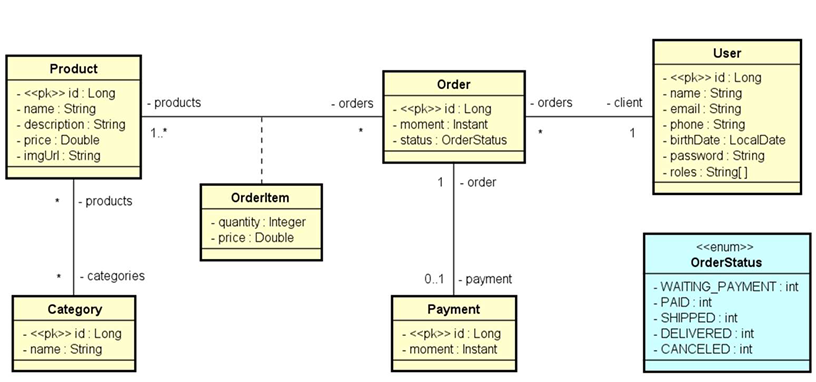 Product
- <<pk>> id : Long
- name : String
- description : String
- price : Double
- imgUrl : String
- products
1..*
- orders
*
Order
- <<pk>> id : Long
- moment : Instant
- status : OrderStatus
- orders
*
- client
1
User
- <<pk>> id : Long
- name : String
- email : String
- phone : String
- birthDate : LocalDate
- password : String
- roles : String[ ]
* - products
* - categories
OrderItem
- quantity : Integer
- price : Double
1 - order
0..1 - payment
Category
- <<pk>> id : Long
- name : String
Payment
- <<pk>> id : Long
- moment : Instant
<<enum>>
OrderStatus
- WAITING_PAYMENT : int
- PAID : int
- SHIPPED : int
- DELIVERED : int
- CANCELED : int